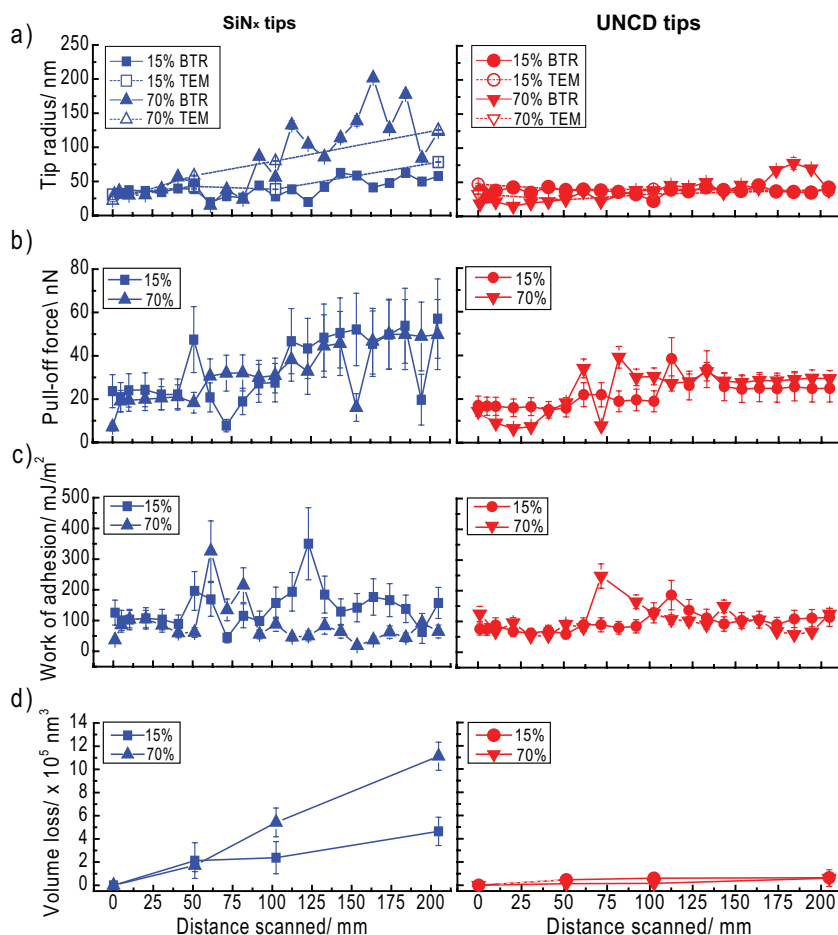 SiNx tips
UNCD tips
a)
Tip radius/ nm
250
200
150
100
50
0
15% BTR
15% TEM
70% BTR
70% TEM
15% BTR
15% TEM
70% BTR
70% TEM
b)
Pull-off force\ nN
80
60
40
20
0
15%
70%
15%
70%
c)
Work of adhesion/ mJ/m²
500
400
300
200
100
0
15%
70%
15%
70%
d)
Volume loss/ x 10⁵ nm³
14
12
10
8
6
4
2
0
15%
70%
15%
70%
0 25 50 75 100 125 150 175 200
0 25 50 75 100 125 150 175 200
Distance scanned/ mm
Distance scanned/ mm